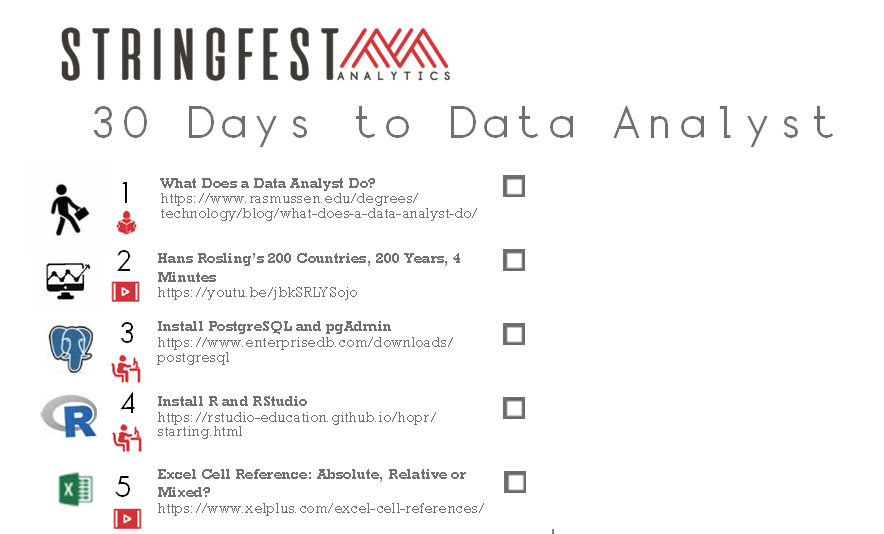 STRINGFEST
ANALYTICS
30 Days to Data Analyst
1
What Does a Data Analyst Do?
https://www.rasmussen.edu/degrees/
technology/blog/what-does-a-data-analyst-do/
2
Hans Rosling's 200 Countries, 200 Years, 4
Minutes
https://youtu.be/jbkSRLYSojo
3
Install PostgreSQL and pgAdmin
https://www.enterprisedb.com/downloads/
postgresql
R
4
Install R and RStudio
https://rstudio-education.github.io/hopr/
starting.html
X
5
Excel Cell Reference: Absolute, Relative or
Mixed?
https://www.xelplus.com/excel-cell-references/